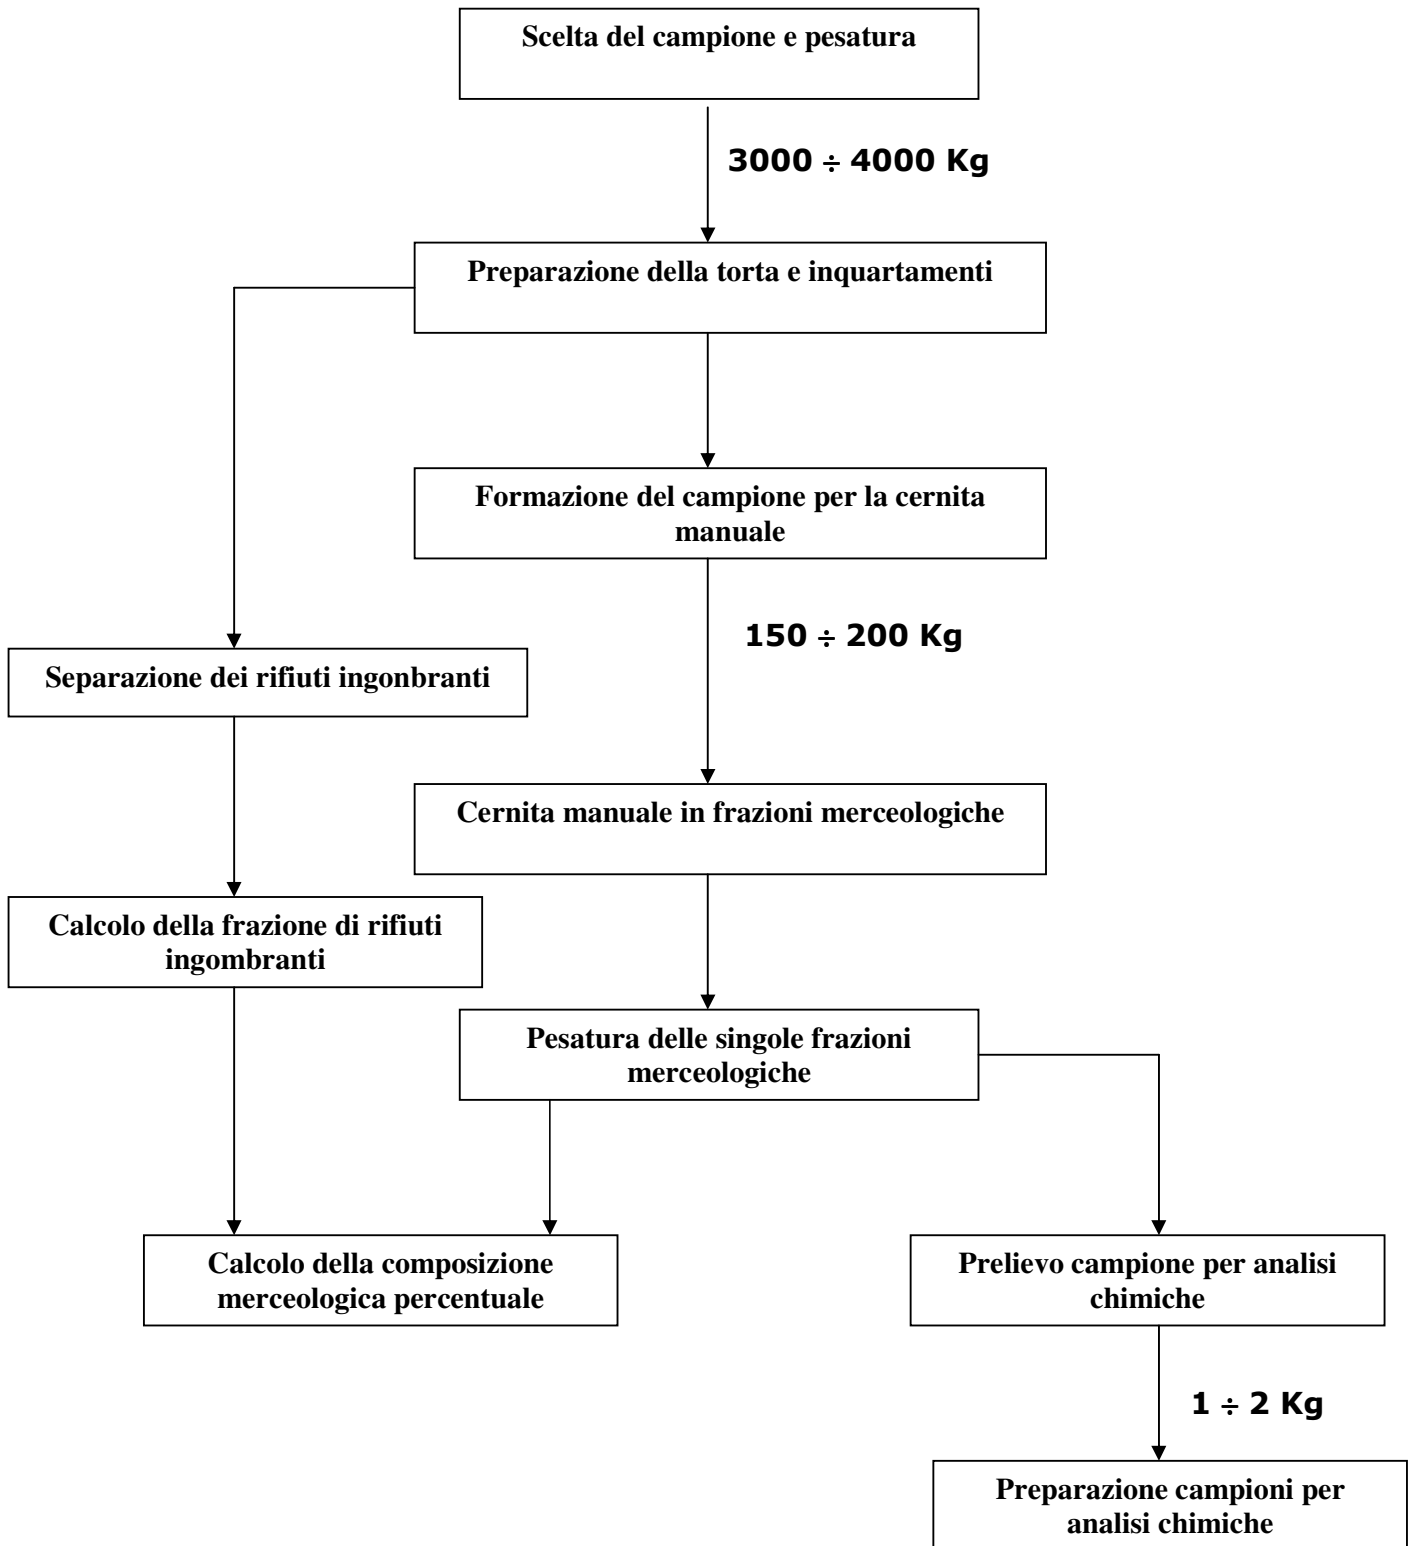 Scelta del campione e pesatura
3000 ÷ 4000 Kg
Preparazione della torta e inquartamenti
Formazione del campione per la cernita
manuale
150 ÷ 200 Kg
Separazione dei rifiuti ingonbranti
Cernita manuale in frazioni merceologiche
Calcolo della frazione di rifiuti
ingombranti
Pesatura delle singole frazioni
merceologiche
Calcolo della composizione
merceologica percentuale
Prelievo campione per analisi
chimiche
1 ÷ 2 Kg
Preparazione campioni per
analisi chimiche